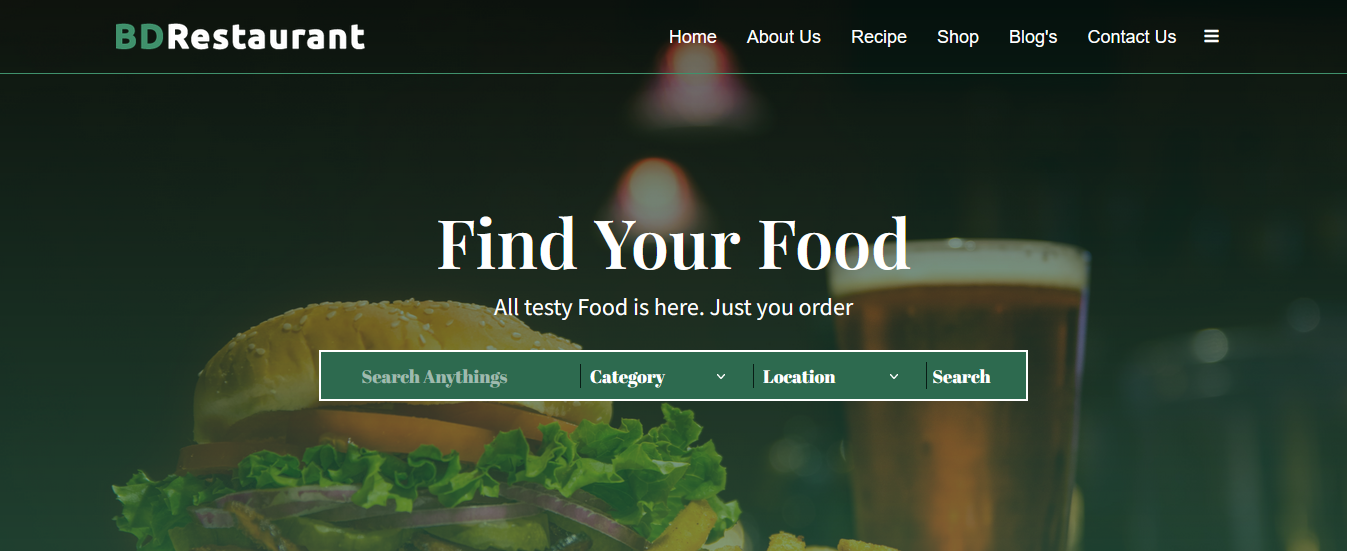 BDRestaurant
Home About Us Recipe Shop Blog's Contact Us
Find Your Food
All testy Food is here. Just you order
Search Anythings Category Location Search